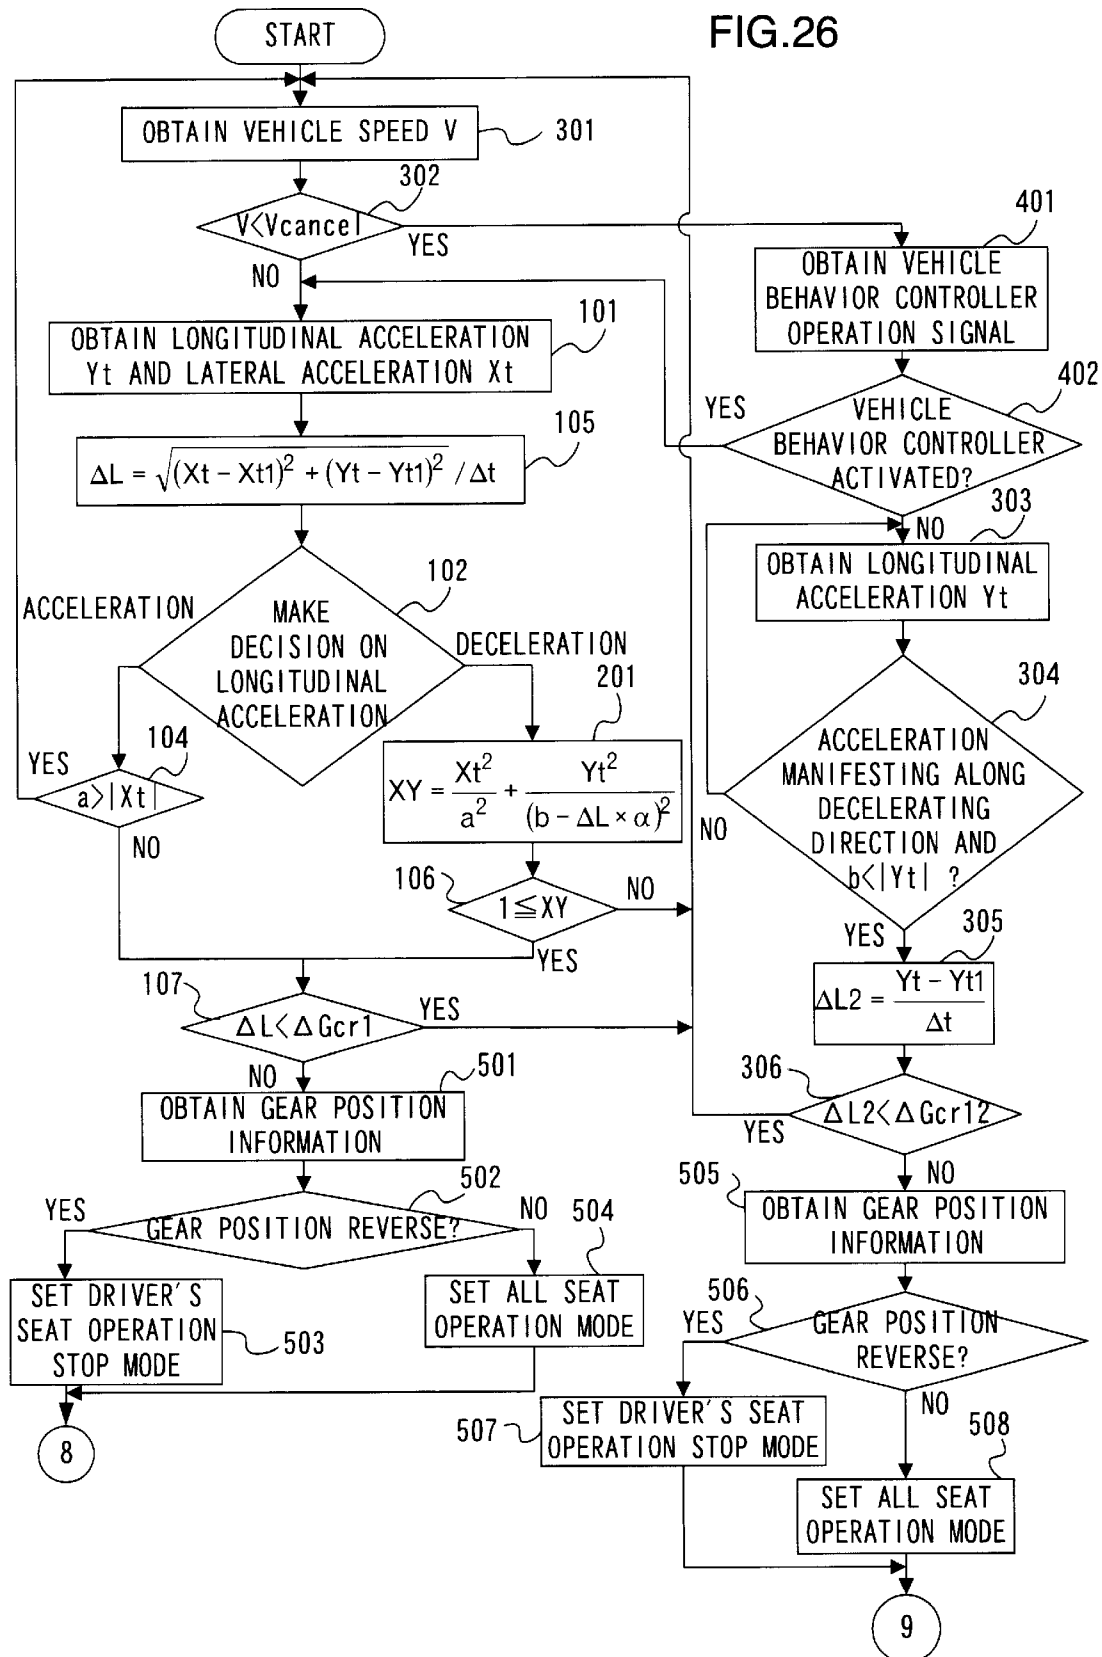 FIG.26
START
OBTAIN VEHICLE SPEED V
301
302
V<Vcancel
YES
NO
401
OBTAIN VEHICLE
BEHAVIOR CONTROLLER
OPERATION SIGNAL
101
OBTAIN LONGITUDINAL ACCELERATION
Yt AND LATERAL ACCELERATION Xt
402
YES
VEHICLE
BEHAVIOR CONTROLLER
ACTIVATED?
105
ΔL = √(Xt − Xt1)² + (Yt − Yt1)² / Δt
303
NO
OBTAIN LONGITUDINAL
ACCELERATION Yt
102
ACCELERATION
MAKE
DECISION ON
LONGITUDINAL
ACCELERATION
DECELERATION
201
XY = Xt²/a² + Yt²/(b − ΔL × α)²
304
ACCELERATION
MANIFESTING ALONG
DECELERATING
DIRECTION AND
b<|Yt| ?
NO
YES
104
YES
a>|Xt|
NO
106
1≦XY
NO
YES
305
ΔL2 = Yt − Yt1/Δt
107
ΔL<ΔGcr1
YES
NO
306
ΔL2<ΔGcr12
YES
NO
501
OBTAIN GEAR POSITION
INFORMATION
502
YES
GEAR POSITION REVERSE?
NO
504
505
OBTAIN GEAR POSITION
INFORMATION
SET DRIVER'S
SEAT OPERATION
STOP MODE
503
SET ALL SEAT
OPERATION MODE
506
YES
GEAR POSITION
REVERSE?
NO
8
507
SET DRIVER'S SEAT
OPERATION STOP MODE
508
SET ALL SEAT
OPERATION MODE
9